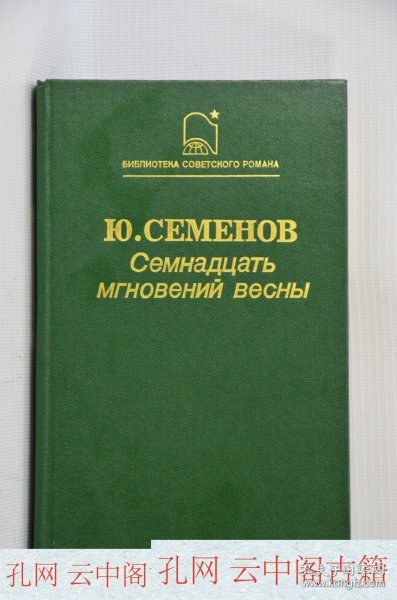 БИБЛИОТЕКА СОВЕТСКОГО РОМАНА
Ю.СЕМЕНОВ
Семнадцать
мгновений весны
孔网 云中阁 孔网 云中阁古籍